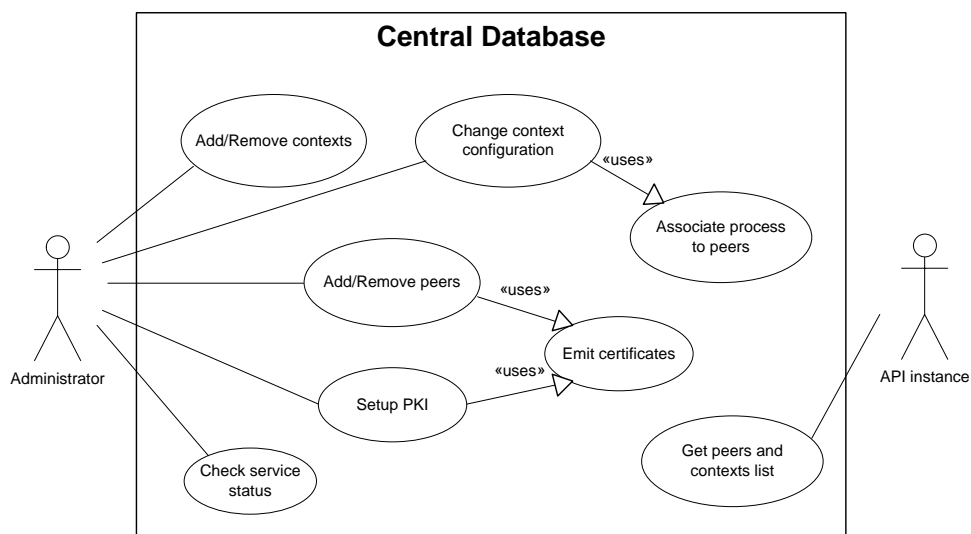 Central Database
Add/Remove contexts
Change context
configuration
«uses»
Associate process
to peers
Add/Remove peers
«uses»
Emit certificates
«uses»
Setup PKI
Administrator
API instance
Check service
status
Get peers and
contexts list